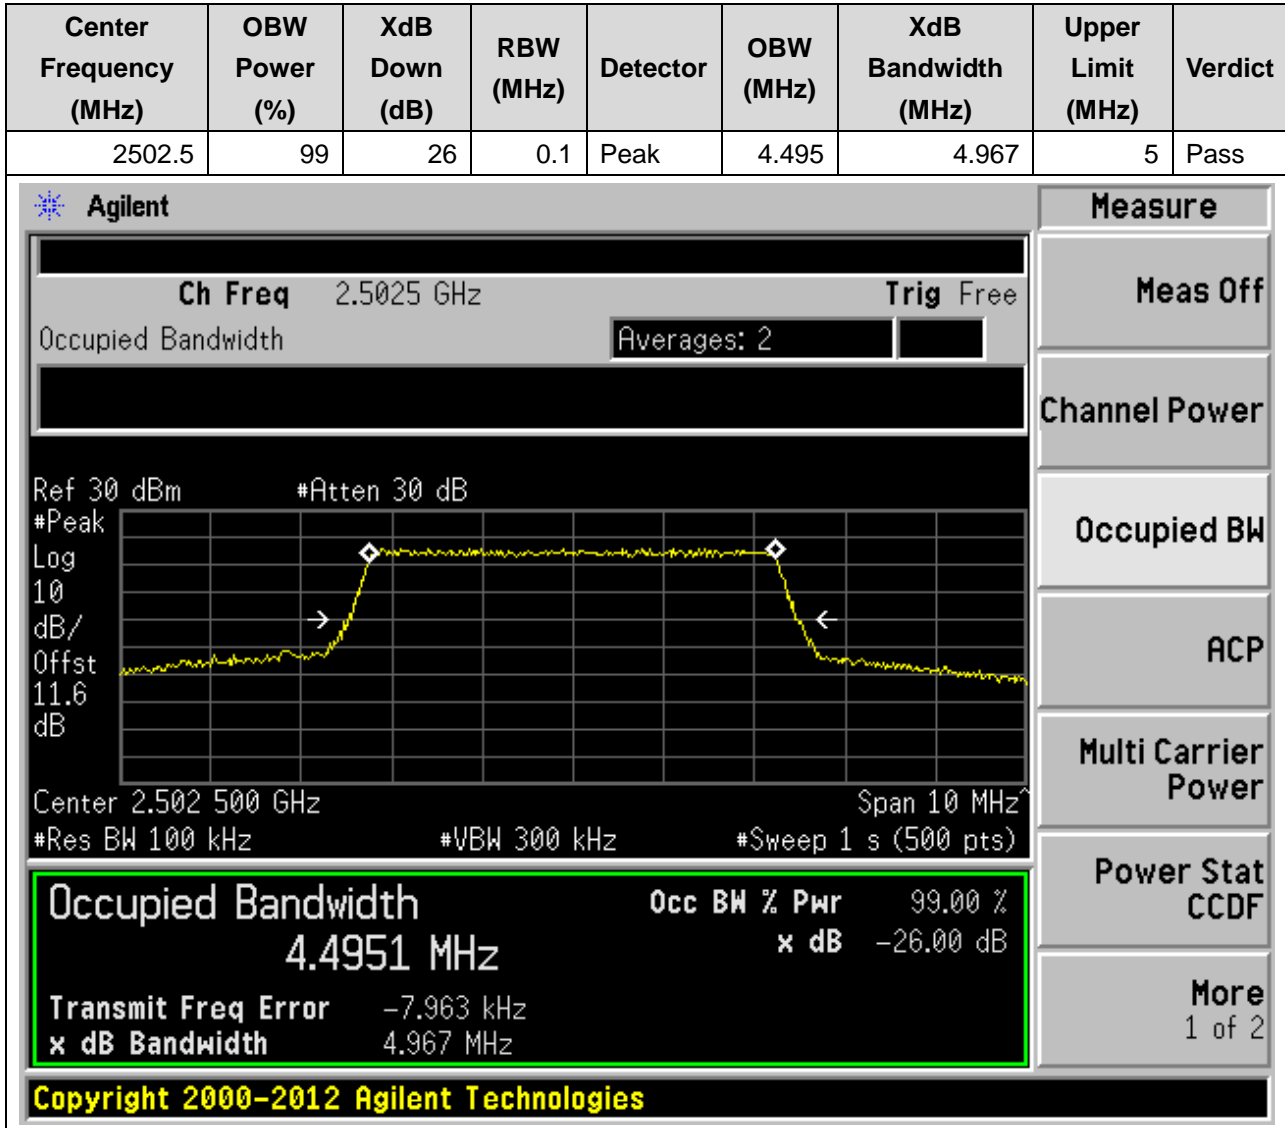 Center Frequency (MHz) OBW Power (%) XdB Down (dB) RBW (MHz) Detector OBW (MHz) XdB Bandwidth (MHz) Upper Limit (MHz) Verdict
2502.5 99 26 0.1 Peak 4.495 4.967 5 Pass
Agilent
Measure
Ch Freq 2.5025 GHz Trig Free
Occupied Bandwidth Averages: 2
Meas Off
Channel Power
Occupied BW
ACP
Multi Carrier
Power
Power Stat
CCDF
More
1 of 2
Ref 30 dBm #Atten 30 dB
#Peak
Log
10
dB/
Offst
11.6
dB
Center 2.502 500 GHz Span 10 MHz^
#Res BW 100 kHz #VBW 300 kHz #Sweep 1 s (500 pts)
Occupied Bandwidth Occ BW % Pwr 99.00 %
4.4951 MHz x dB -26.00 dB
Transmit Freq Error -7.963 kHz
x dB Bandwidth 4.967 MHz
Copyright 2000-2012 Agilent Technologies